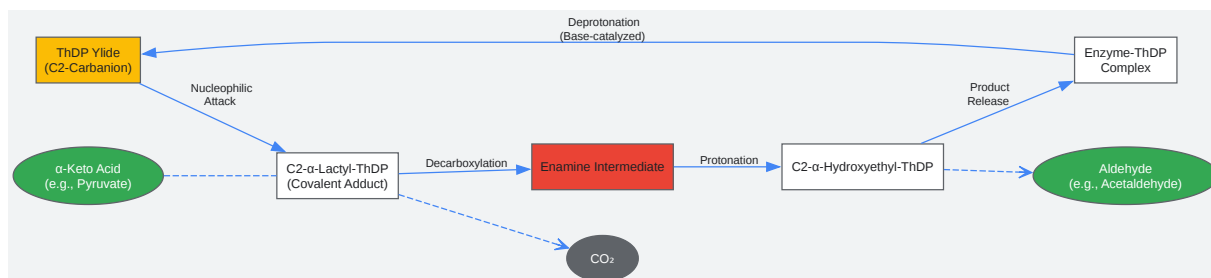 Deprotonation
(Base-catalyzed)
ThDP Ylide
(C2-Carbanion)
Enzyme-ThDP
Complex
Nucleophilic
Attack
Product
Release
α-Keto Acid
(e.g., Pyruvate)
C2-α-Lactyl-ThDP
(Covalent Adduct)
Decarboxylation
Enamine Intermediate
Protonation
C2-α-Hydroxyethyl-ThDP
Aldehyde
(e.g., Acetaldehyde)
CO₂